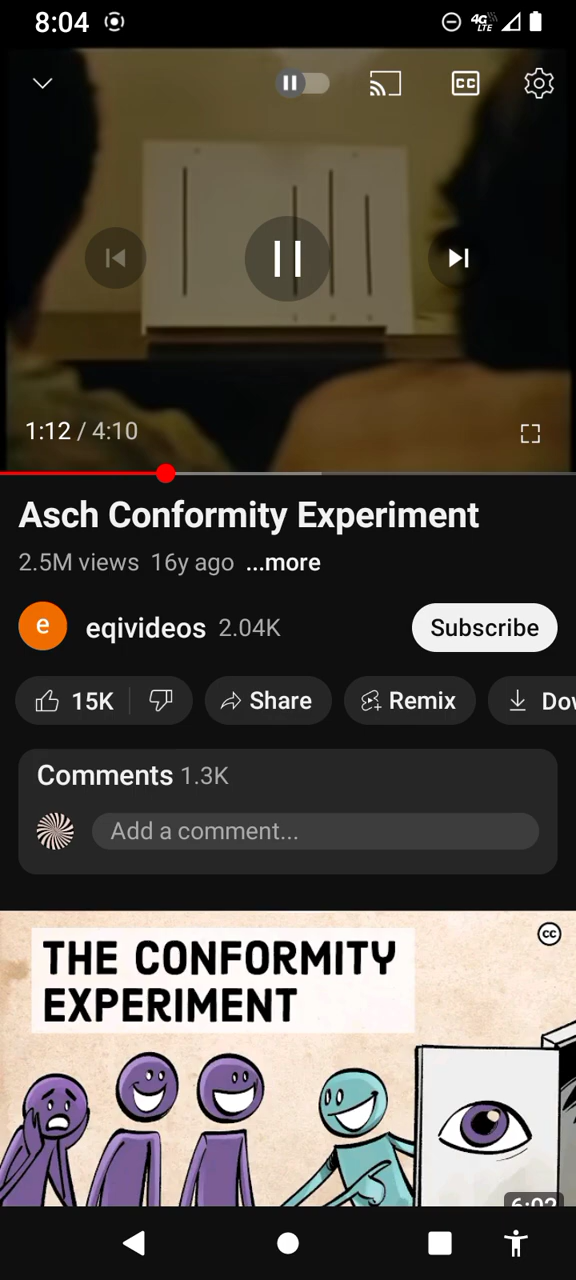 8:04
4G
LTE
CC
1:12 / 4:10
Asch Conformity Experiment
2.5M views 16y ago ...more
e eqivideos 2.04K Subscribe
15K Share Remix
Comments 1.3K
Add a comment...
cc
THE CONFORMITY
EXPERIMENT